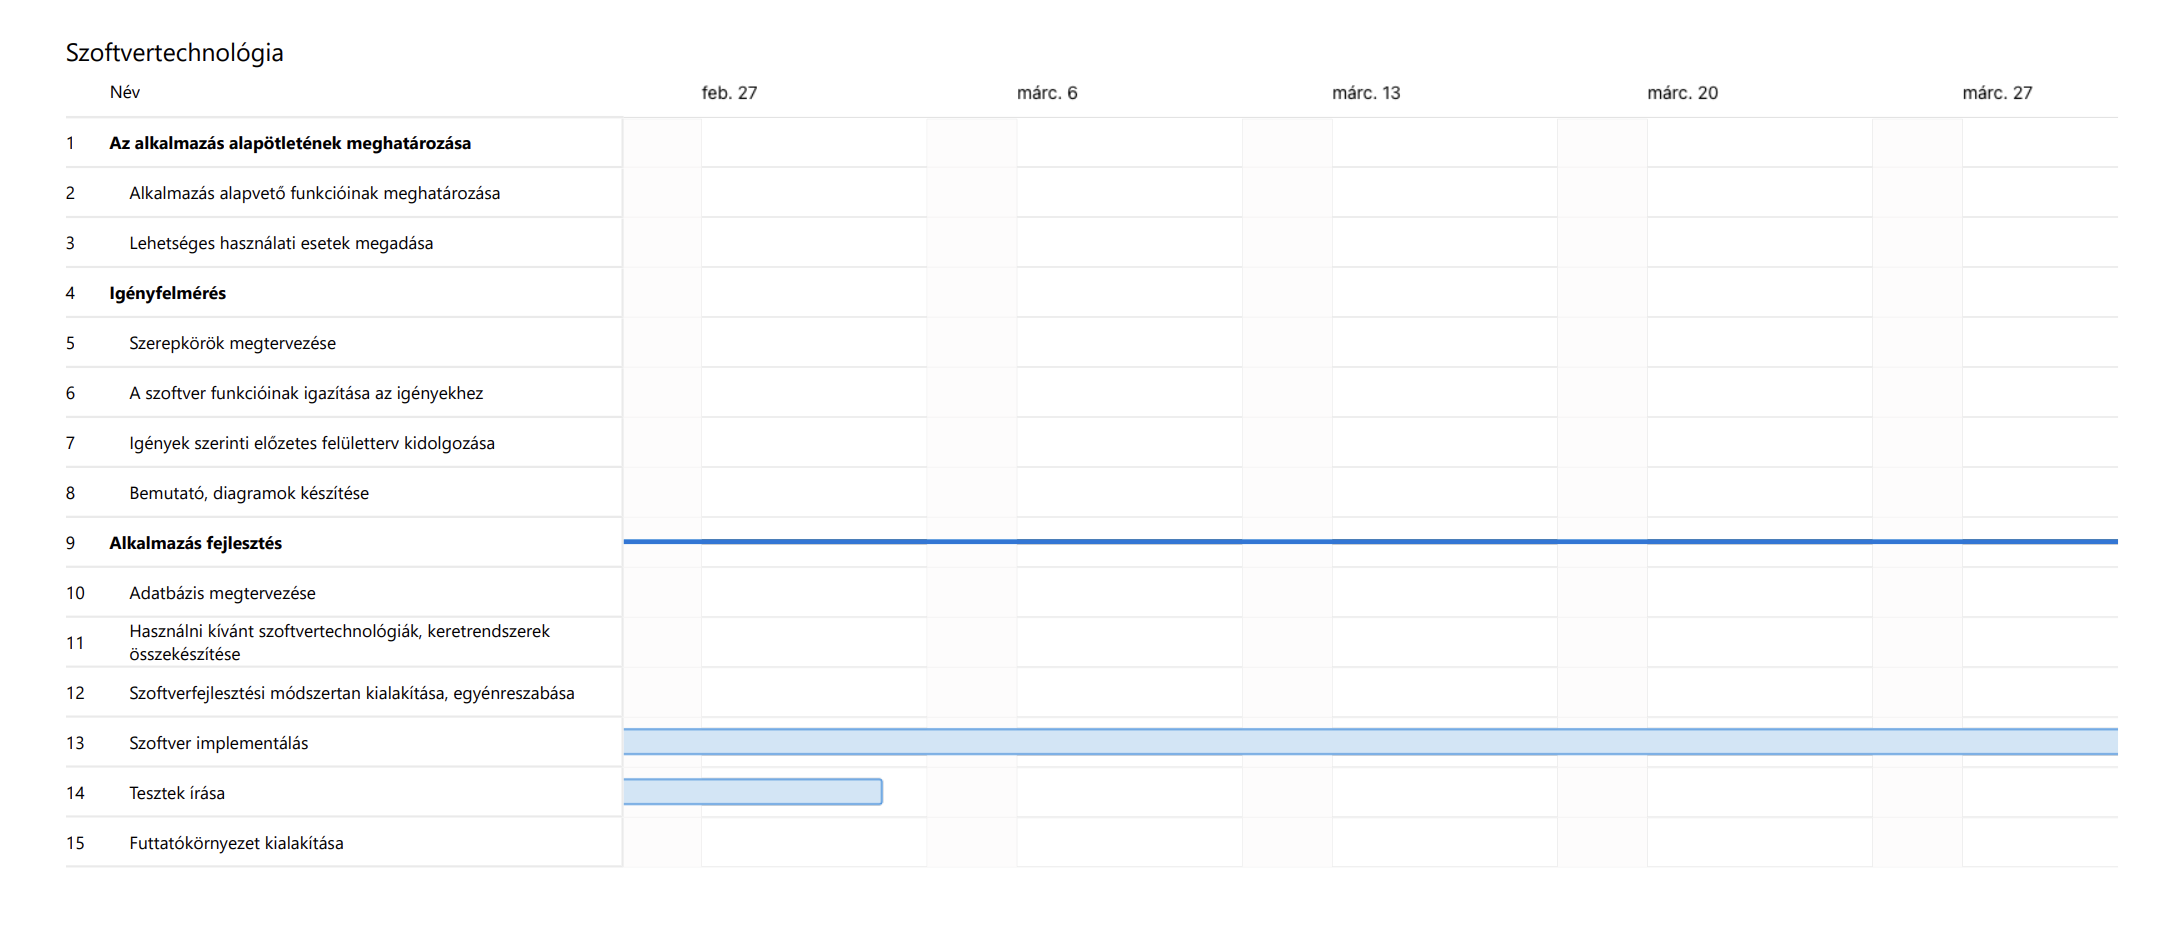 Szoftvertechnológia
Név feb. 27 márc. 6 márc. 13 márc. 20 márc. 27
1 Az alkalmazás alapötletének meghatározása
2 Alkalmazás alapvető funkcióinak meghatározása
3 Lehetséges használati esetek megadása
4 Igényfelmérés
5 Szerepkörök megtervezése
6 A szoftver funkcióinak igazítása az igényekhez
7 Igények szerinti előzetes felületterv kidolgozása
8 Bemutató, diagramok készítése
9 Alkalmazás fejlesztés
10 Adatbázis megtervezése
11 Használni kívánt szoftvertechnológiák, keretrendszerek
összekészítése
12 Szoftverfejlesztési módszertan kialakítása, egyénreszabása
13 Szoftver implementálás
14 Tesztek írása
15 Futtatókörnyezet kialakítása